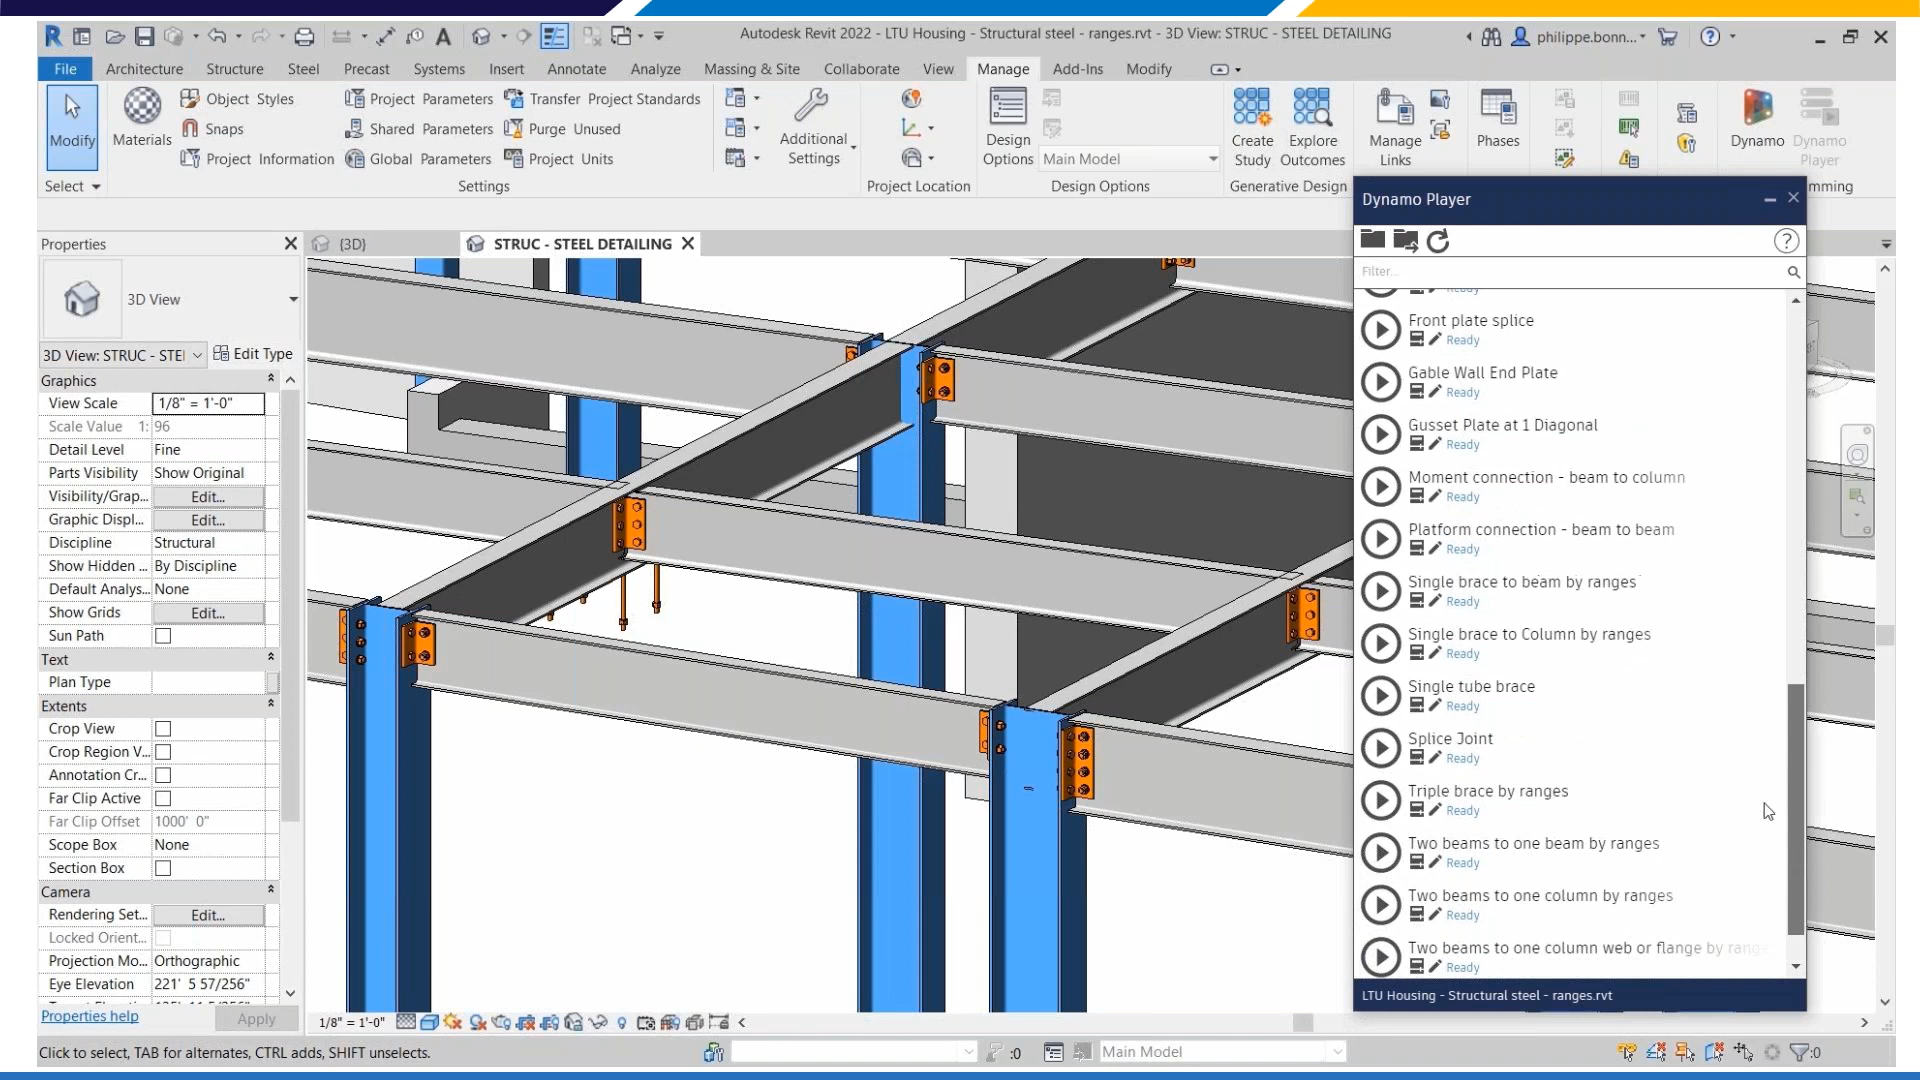 Autodesk Revit 2022 - LTU Housing - Structural steel - ranges.rvt - 3D View: STRUC - STEEL DETAILING
philippe.bonn...
File Architecture Structure Steel Precast Systems Insert Annotate Analyze Massing & Site Collaborate View Manage Add-Ins Modify
Modify
Materials
Object Styles
Snaps
Project Information
Project Parameters
Shared Parameters
Global Parameters
Transfer Project Standards
Purge Unused
Project Units
Additional
Settings
Design
Options
Main Model
Create
Study
Explore
Outcomes
Manage
Links
Phases
Dynamo
Dynamo
Player
Select
Settings
Project Location
Design Options
Generative Design
mming
Properties
3D View
3D View: STRUC - STEI
Edit Type
Graphics
View Scale 1/8" = 1'-0"
Scale Value 1: 96
Detail Level Fine
Parts Visibility Show Original
Visibility/Grap... Edit...
Graphic Displ... Edit...
Discipline Structural
Show Hidden ... By Discipline
Default Analys... None
Show Grids Edit...
Sun Path
Text
Plan Type
Extents
Crop View
Crop Region V...
Annotation Cr...
Far Clip Active
Far Clip Offset 1000' 0"
Scope Box None
Section Box
Camera
Rendering Set... Edit...
Locked Orient...
Projection Mo... Orthographic
Eye Elevation 221' 5 57/256"
Properties help
Apply
{3D}
STRUC - STEEL DETAILING
Dynamo Player
Filter...
Ready
Front plate splice
Ready
Gable Wall End Plate
Ready
Gusset Plate at 1 Diagonal
Ready
Moment connection - beam to column
Ready
Platform connection - beam to beam
Ready
Single brace to beam by ranges
Ready
Single brace to Column by ranges
Ready
Single tube brace
Ready
Splice Joint
Ready
Triple brace by ranges
Ready
Two beams to one beam by ranges
Ready
Two beams to one column by ranges
Ready
Two beams to one column web or flange by range
Ready
LTU Housing - Structural steel - ranges.rvt
1/8" = 1'-0"
Click to select, TAB for alternates, CTRL adds, SHIFT unselects.
:0
Main Model
:0